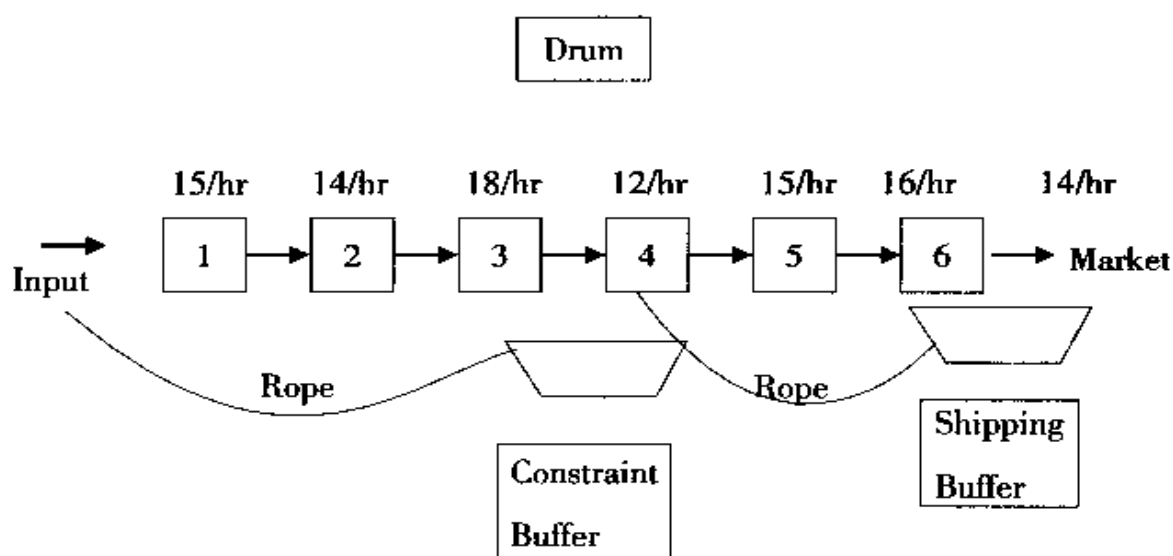 Drum
15/hr 14/hr 18/hr 12/hr 15/hr 16/hr 14/hr
1 2 3 4 5 6 Market
Input
Rope Rope
Shipping
Buffer
Constraint
Buffer